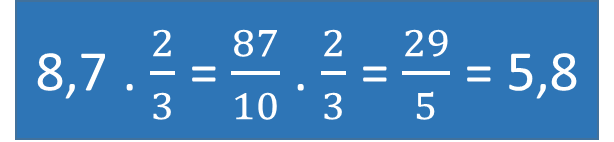 8,7 . 2/3 = 87/10 . 2/3 = 29/5 = 5,8